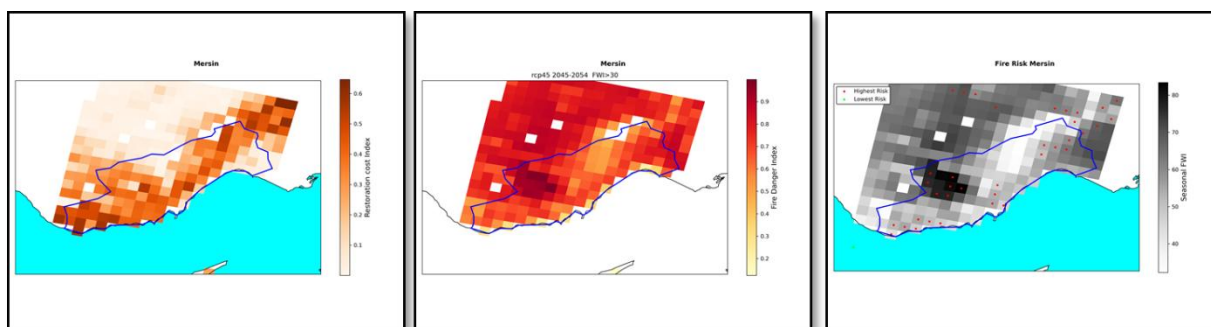 Mersin
0.6
0.5
0.4
0.3
0.2
0.1
Restoration cost Index
Mersin
rcp45 2045-2054 FWI>30
0.9
0.8
0.7
0.6
0.5
0.4
0.3
0.2
Fire Danger Index
Fire Risk Mersin
Highest Risk
Lowest Risk
80
70
60
50
40
Seasonal FWI